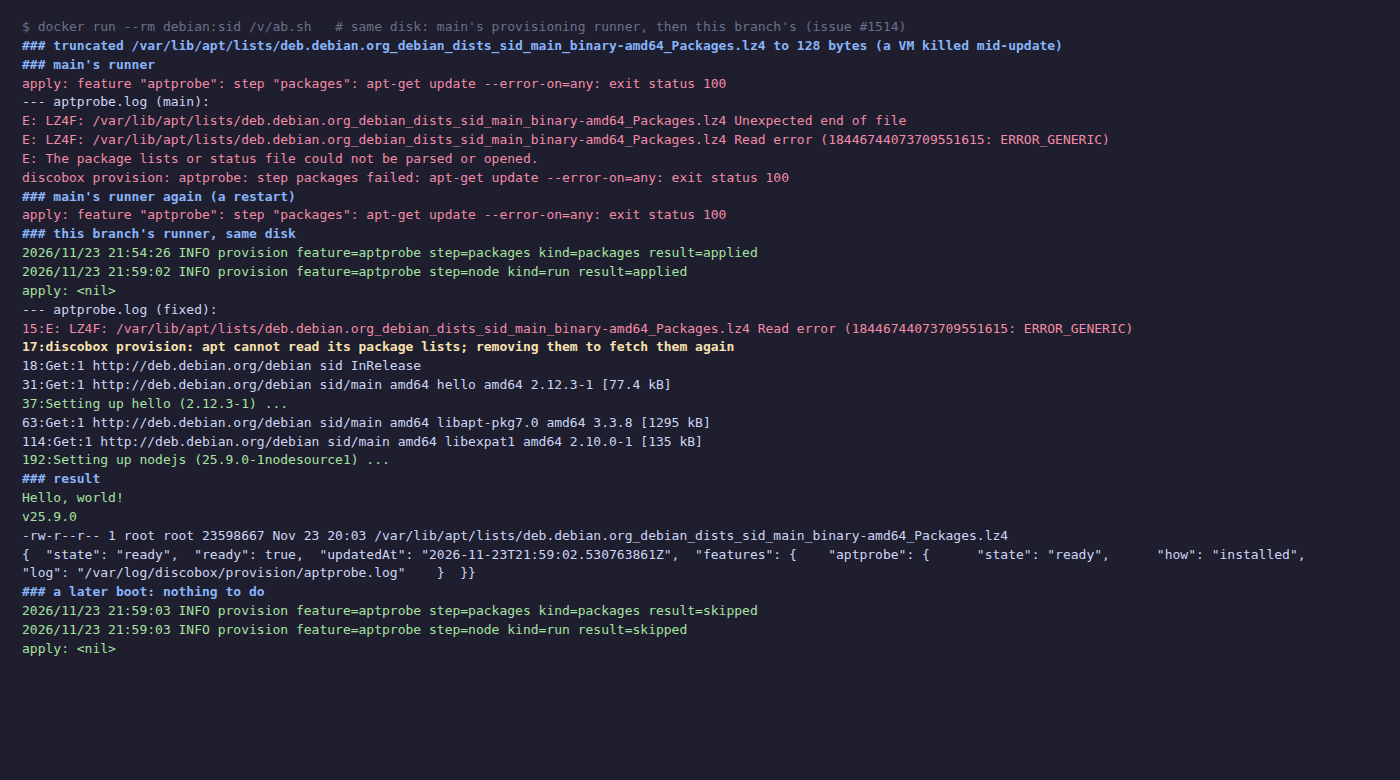 $ docker run --rm debian:sid /v/ab.sh   # same disk: main's provisioning runner, then this branch's (issue #1514)
### truncated /var/lib/apt/lists/deb.debian.org_debian_dists_sid_main_binary-amd64_Packages.lz4 to 128 bytes (a VM killed mid-update)
### main's runner
apply: feature "aptprobe": step "packages": apt-get update --error-on=any: exit status 100
--- aptprobe.log (main):
E: LZ4F: /var/lib/apt/lists/deb.debian.org_debian_dists_sid_main_binary-amd64_Packages.lz4 Unexpected end of file
E: LZ4F: /var/lib/apt/lists/deb.debian.org_debian_dists_sid_main_binary-amd64_Packages.lz4 Read error (18446744073709551615: ERROR_GENERIC)
E: The package lists or status file could not be parsed or opened.
discobox provision: aptprobe: step packages failed: apt-get update --error-on=any: exit status 100
### main's runner again (a restart)
apply: feature "aptprobe": step "packages": apt-get update --error-on=any: exit status 100
### this branch's runner, same disk
2026/11/23 21:54:26 INFO provision feature=aptprobe step=packages kind=packages result=applied
2026/11/23 21:59:02 INFO provision feature=aptprobe step=node kind=run result=applied
apply: <nil>
--- aptprobe.log (fixed):
15:E: LZ4F: /var/lib/apt/lists/deb.debian.org_debian_dists_sid_main_binary-amd64_Packages.lz4 Read error (18446744073709551615: ERROR_GENERIC)
17:discobox provision: apt cannot read its package lists; removing them to fetch them again
18:Get:1 http://deb.debian.org/debian sid InRelease
31:Get:1 http://deb.debian.org/debian sid/main amd64 hello amd64 2.12.3-1 [77.4 kB]
37:Setting up hello (2.12.3-1) ...
63:Get:1 http://deb.debian.org/debian sid/main amd64 libapt-pkg7.0 amd64 3.3.8 [1295 kB]
114:Get:1 http://deb.debian.org/debian sid/main amd64 libexpat1 amd64 2.10.0-1 [135 kB]
192:Setting up nodejs (25.9.0-1nodesource1) ...
### result
Hello, world!
v25.9.0
-rw-r--r-- 1 root root 23598667 Nov 23 20:03 /var/lib/apt/lists/deb.debian.org_debian_dists_sid_main_binary-amd64_Packages.lz4
{  "state": "ready",  "ready": true,  "updatedAt": "2026-11-23T21:59:02.530763861Z",  "features": {    "aptprobe": {      "state": "ready",      "how": "installed",
"log": "/var/log/discobox/provision/aptprobe.log"    }  }}
### a later boot: nothing to do
2026/11/23 21:59:03 INFO provision feature=aptprobe step=packages kind=packages result=skipped
2026/11/23 21:59:03 INFO provision feature=aptprobe step=node kind=run result=skipped
apply: <nil>